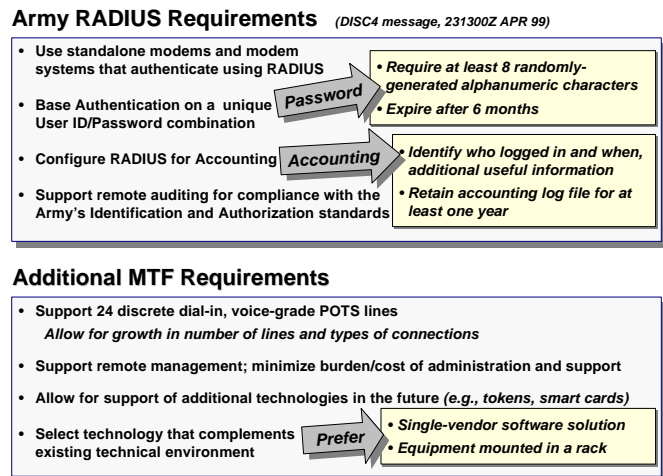 Army RADIUS Requirements (DISC4 message, 231300Z APR 99)
• Use standalone modems and modem
systems that authenticate using RADIUS
• Base Authentication on a unique
User ID/Password combination
Password
• Require at least 8 randomly-
generated alphanumeric characters
• Expire after 6 months
• Configure RADIUS for Accounting
Accounting
• Identify who logged in and when,
additional useful information
• Retain accounting log file for at
least one year
• Support remote auditing for compliance with the
Army's Identification and Authorization standards
Additional MTF Requirements
• Support 24 discrete dial-in, voice-grade POTS lines
Allow for growth in number of lines and types of connections
• Support remote management; minimize burden/cost of administration and support
• Allow for support of additional technologies in the future (e.g., tokens, smart cards)
• Select technology that complements
existing technical environment
Prefer
• Single-vendor software solution
• Equipment mounted in a rack